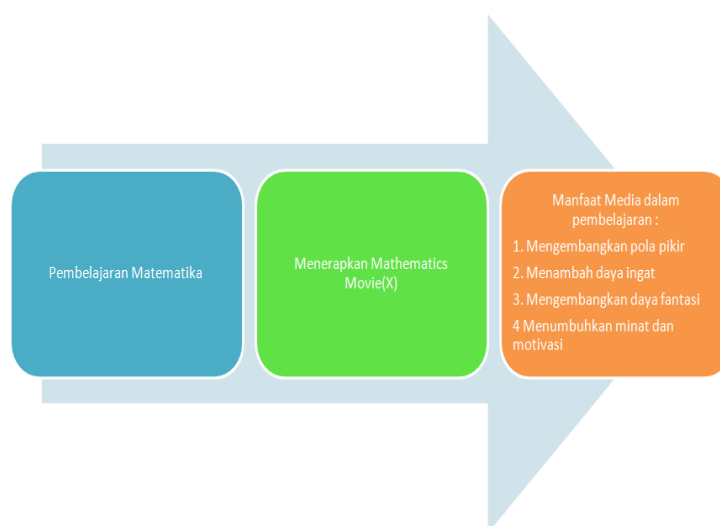 Pembelajaran Matematika
Menerapkan Mathematics
Movie(X)
Manfaat Media dalam
pembelajaran :
1. Mengembangkan pola pikir
2. Menambah daya ingat
3. Mengembangkan daya fantasi
4 Menumbuhkan minat dan
motivasi